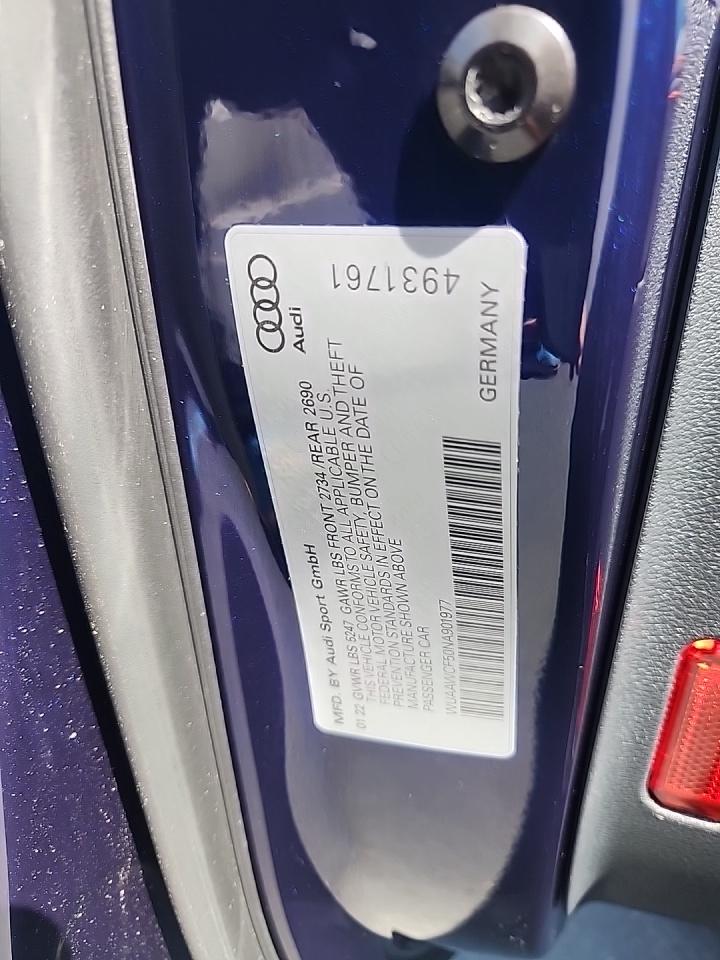 Audi
4931761
MFD. BY Audi Sport GmbH
01 22 GVWR LBS 5247 GAWR LBS FRONT 2734 /REAR 2690
THIS VEHICLE CONFORMS TO ALL APPLICABLE U.S.
FEDERAL MOTOR VEHICLE SAFETY, BUMPER AND THEFT
PREVENTION STANDARDS IN EFFECT ON THE DATE OF
MANUFACTURE SHOWN ABOVE
PASSENGER CAR
WUAAWCF50NA901977
GERMANY